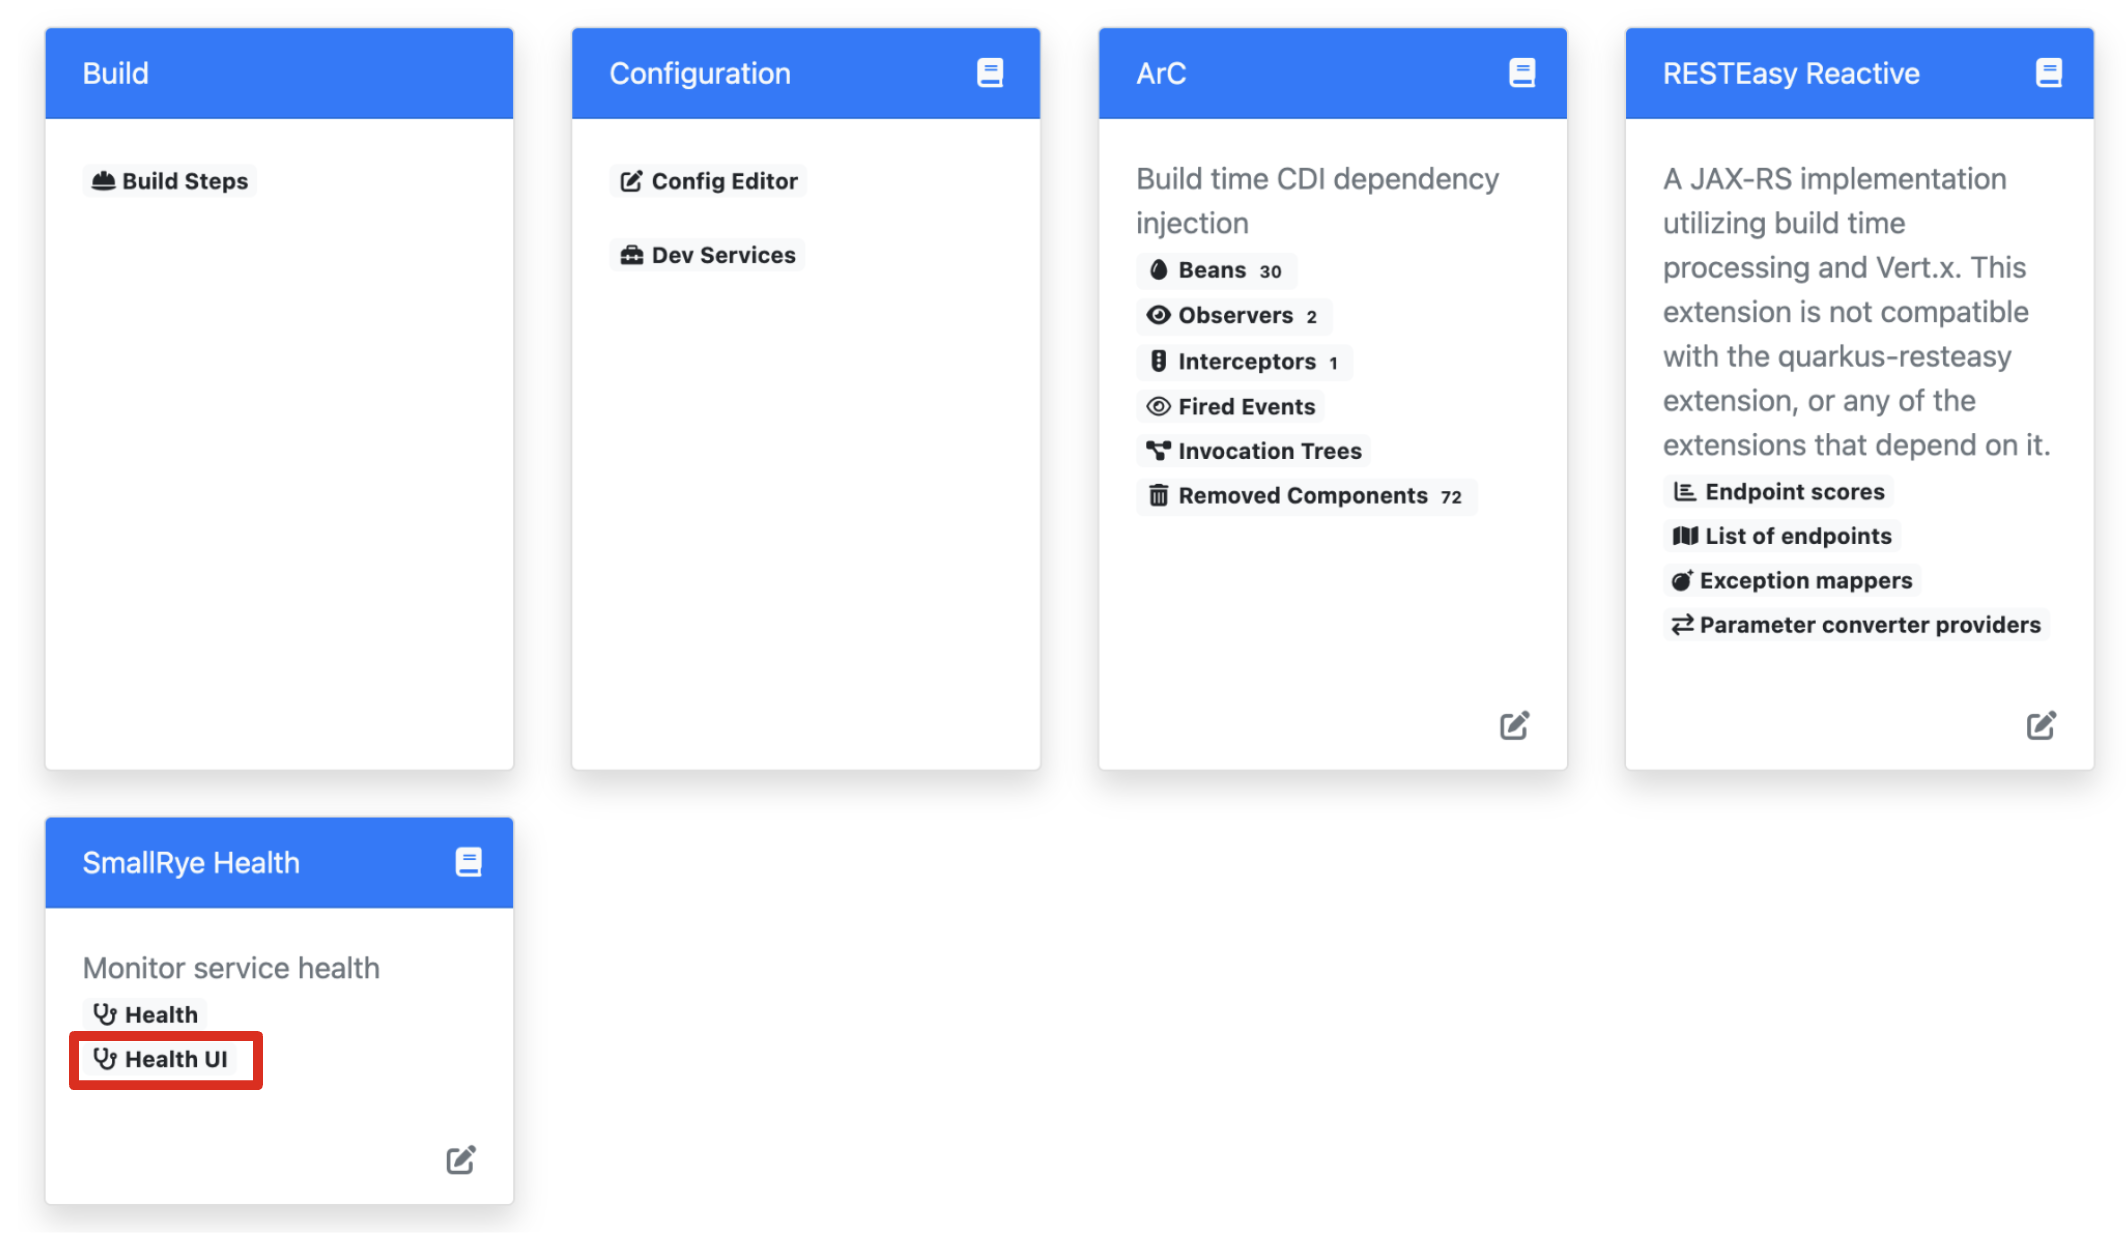 Build
Build Steps
Configuration
Config Editor
Dev Services
ArC
Build time CDI dependency
injection
Beans 30
Observers 2
Interceptors 1
Fired Events
Invocation Trees
Removed Components 72
RESTEasy Reactive
A JAX-RS implementation
utilizing build time
processing and Vert.x. This
extension is not compatible
with the quarkus-resteasy
extension, or any of the
extensions that depend on it.
Endpoint scores
List of endpoints
Exception mappers
Parameter converter providers
SmallRye Health
Monitor service health
Health
Health UI